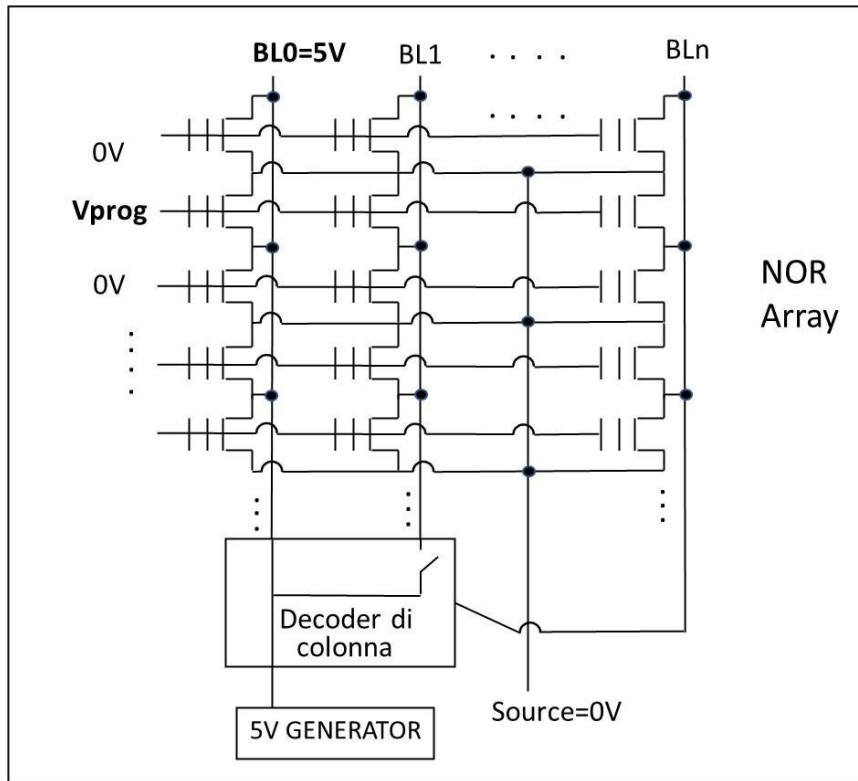 BL0=5V
BL1
. . . .
BLn
. . . .
0V
Vprog
0V
NOR
Array
Decoder di
colonna
5V GENERATOR
Source=0V